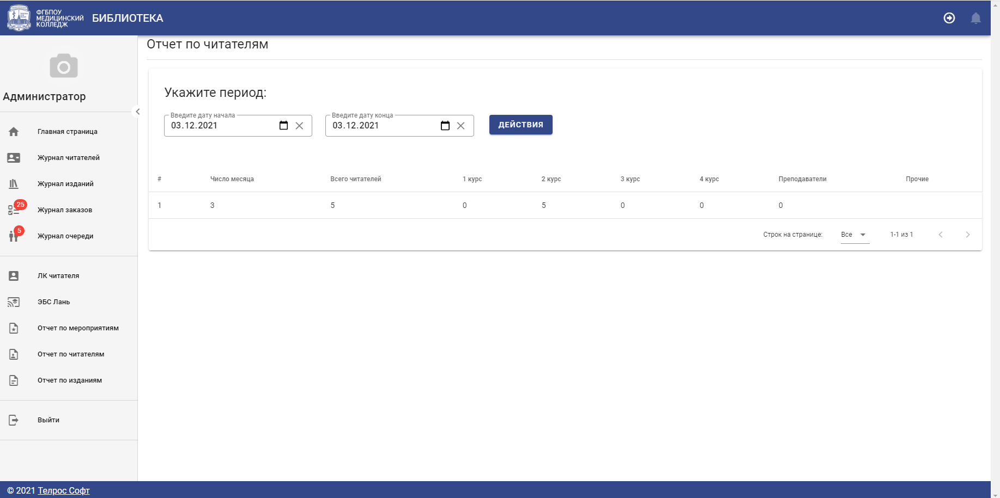 ФГБПОУ
МЕДИЦИНСКИЙ
КОЛЛЕДЖ
БИБЛИОТЕКА
Администратор
Главная страница
Журнал читателей
Журнал изданий
25
Журнал заказов
5
Журнал очереди
ЛК читателя
ЭБС Лань
Отчет по мероприятиям
Отчет по читателям
Отчет по изданиям
Выйти
Отчет по читателям
Укажите период:
Введите дату начала
03.12.2021
Введите дату конца
03.12.2021
ДЕЙСТВИЯ
# Число месяца Всего читателей 1 курс 2 курс 3 курс 4 курс Преподаватели Прочие
1 3 5 0 5 0 0 0
Строк на странице: Все 1-1 из 1
© 2021 Телрос Софт